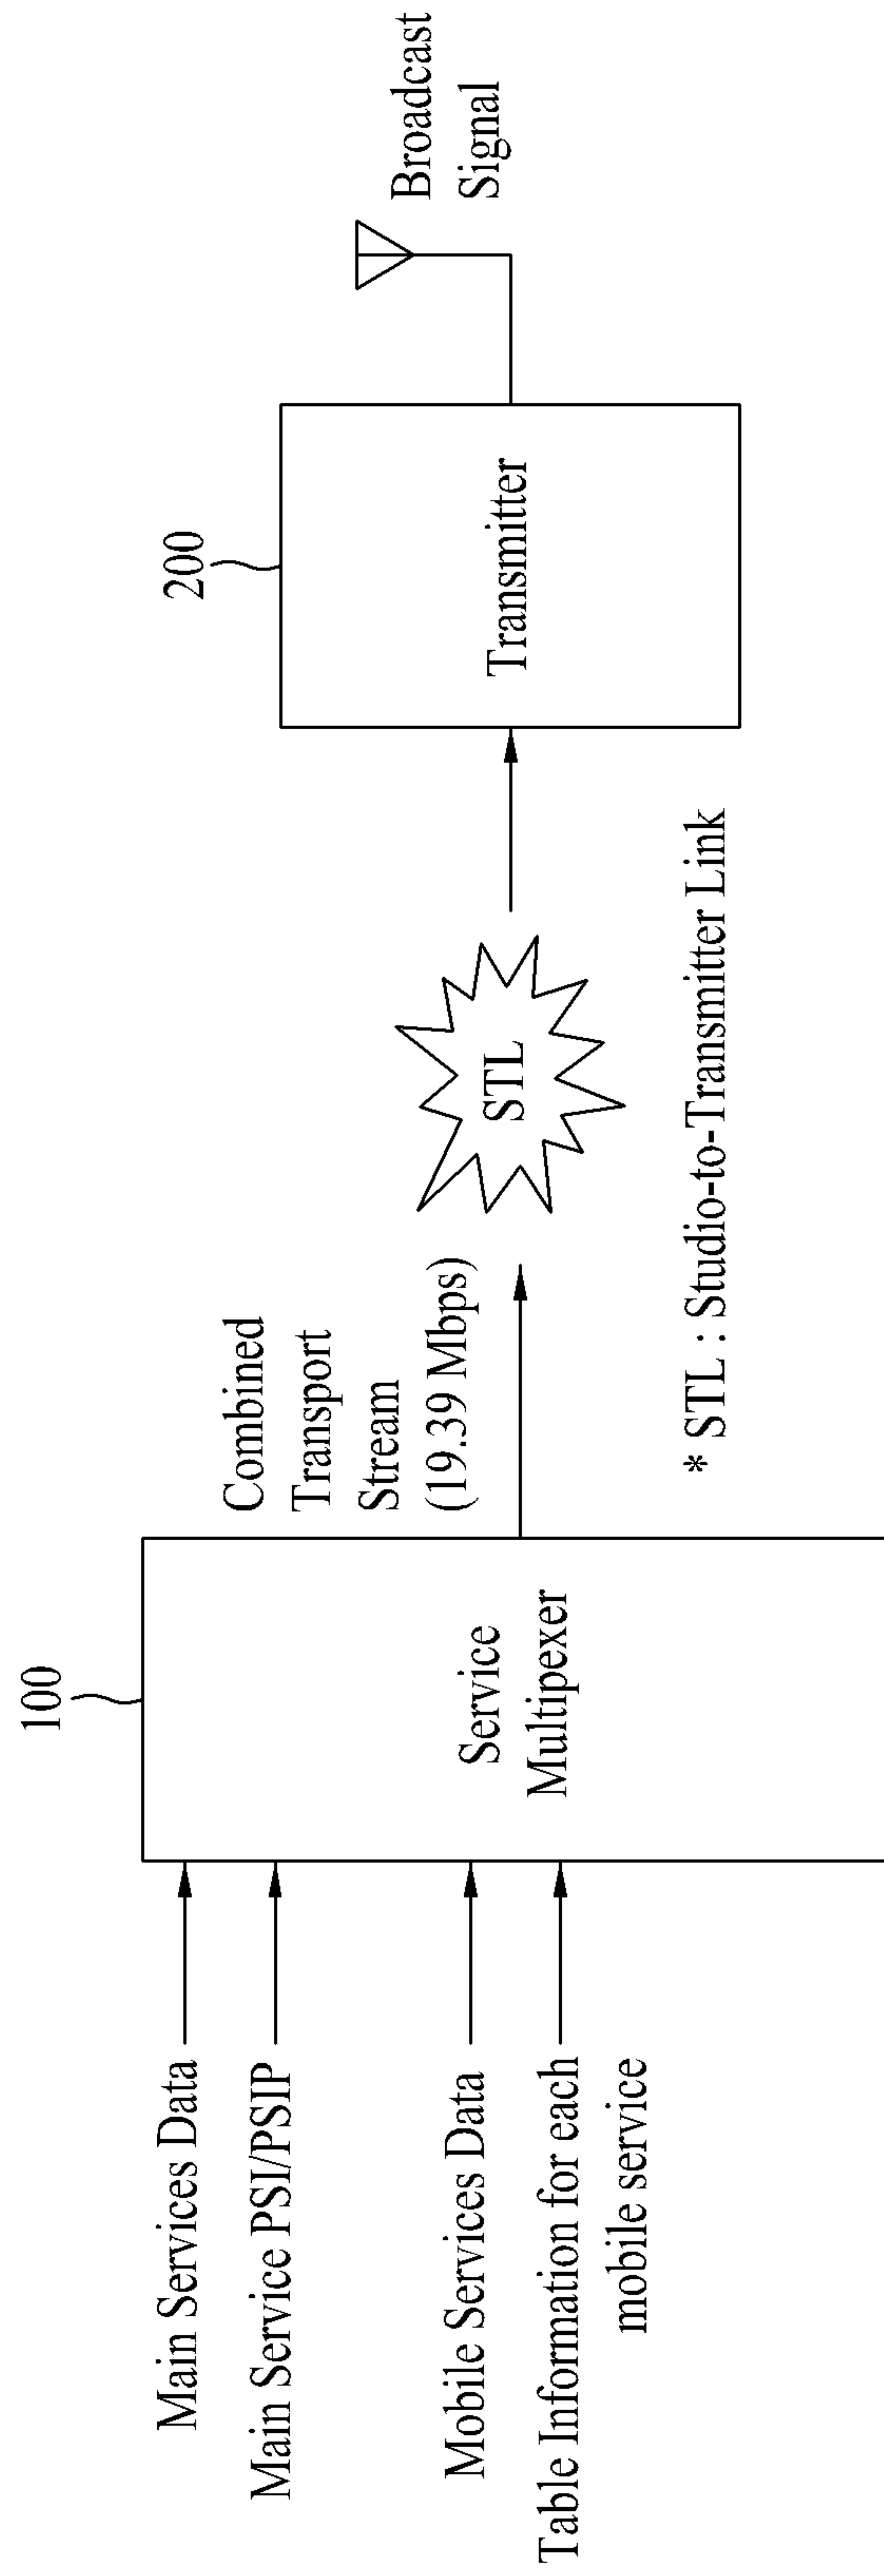 100
200
Main Services Data
Main Service PSI/PSIP
Mobile Services Data
Table Information for each
mobile service
Service
Multipexer
Combined
Transport
Stream
(19.39 Mbps)
STL
Transmitter
Broadcast
Signal
* STL : Studio-to-Transmitter Link